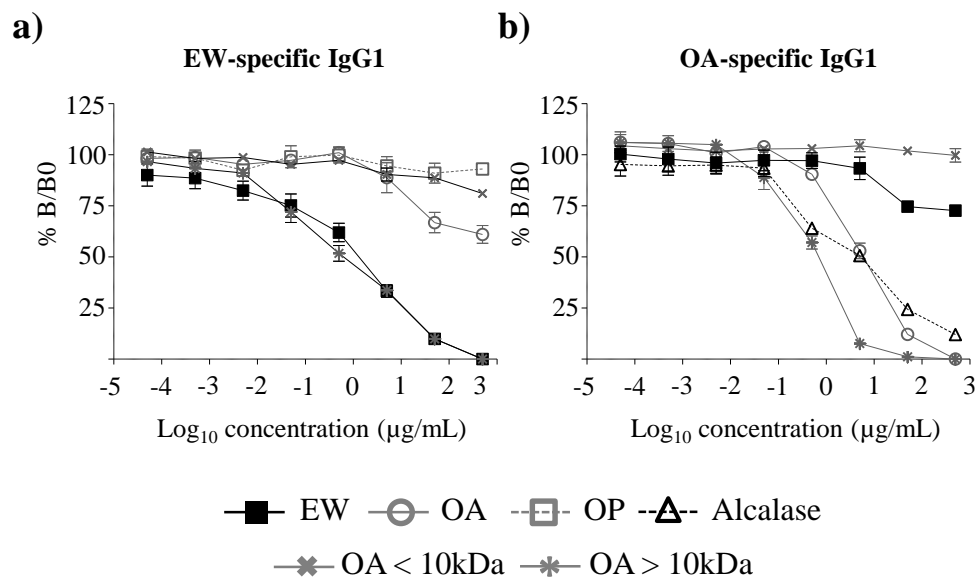 a) b)
EW-specific IgG1 OA-specific IgG1
125 125
100 100
75 75
50 50
25 25
% B/B0 % B/B0
-5 -4 -3 -2 -1 0 1 2 3 -5 -4 -3 -2 -1 0 1 2 3
Log10 concentration (µg/mL) Log10 concentration (µg/mL)
EW OA OP Alcalase
OA < 10kDa OA > 10kDa